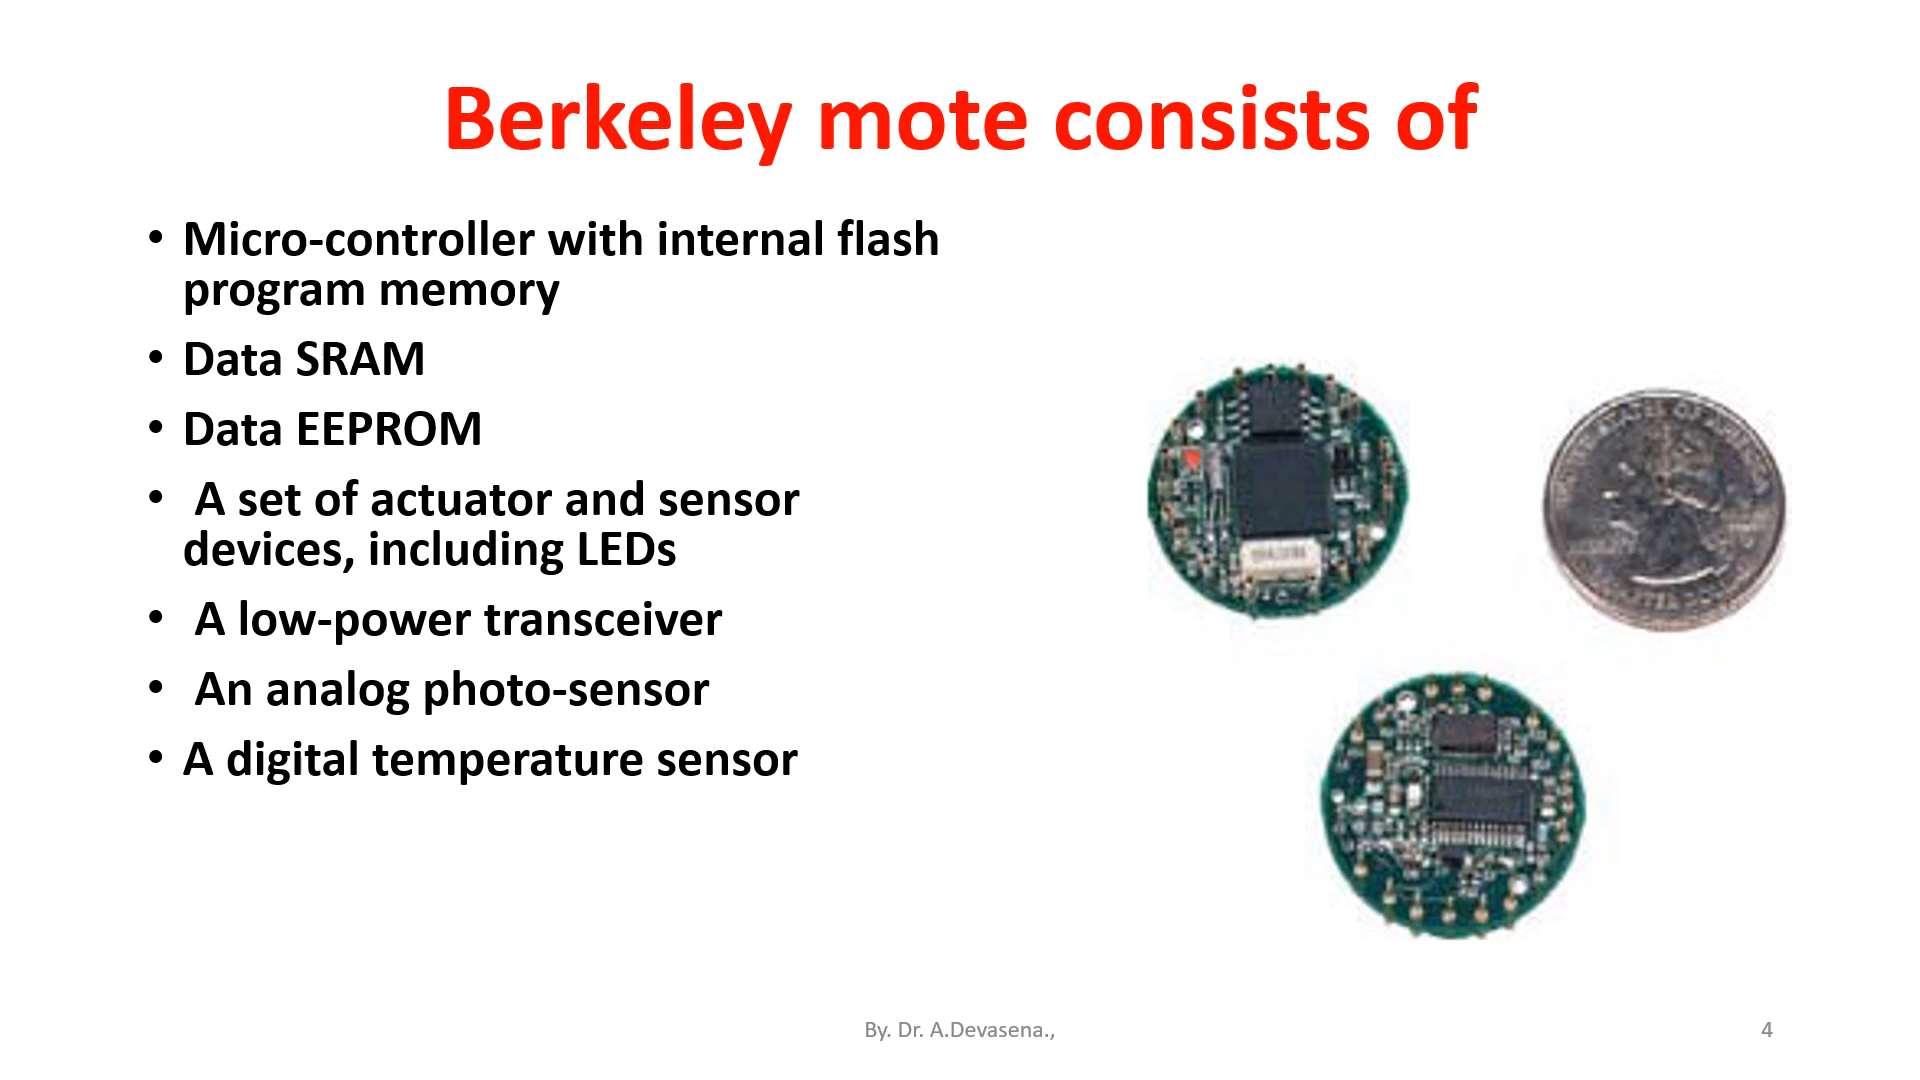 Berkeley mote consists of
• Micro-controller with internal flash
program memory
• Data SRAM
• Data EEPROM
• A set of actuator and sensor
devices, including LEDs
• A low-power transceiver
• An analog photo-sensor
• A digital temperature sensor
By. Dr. A.Devasena.,
4